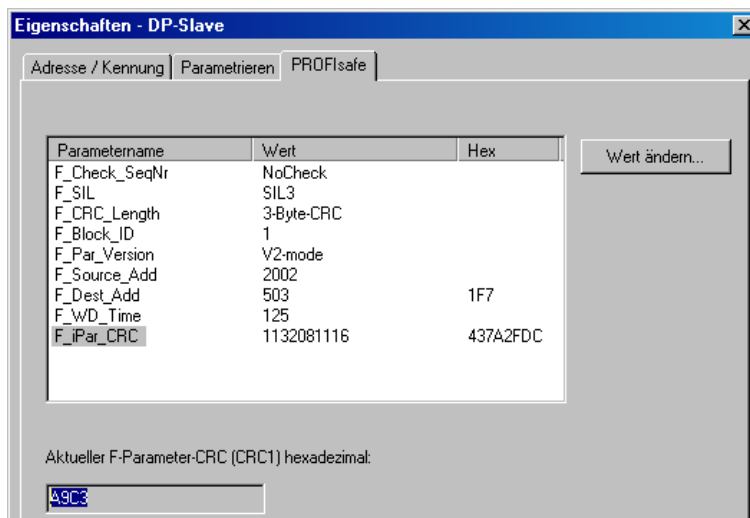 Eigenschaften - DP-Slave
Adresse / Kennung Parametrieren PROFIsafe
Parametername Wert Hex
Wert ändern...
F_Check_SeqNr NoCheck
F_SIL SIL3
F_CRC_Length 3-Byte-CRC
F_Block_ID 1
F_Par_Version V2-mode
F_Source_Add 2002
F_Dest_Add 503 1F7
F_WD_Time 125
F_iPar_CRC 1132081116 437A2FDC
Aktueller F-Parameter-CRC (CRC1) hexadezimal:
A9C3